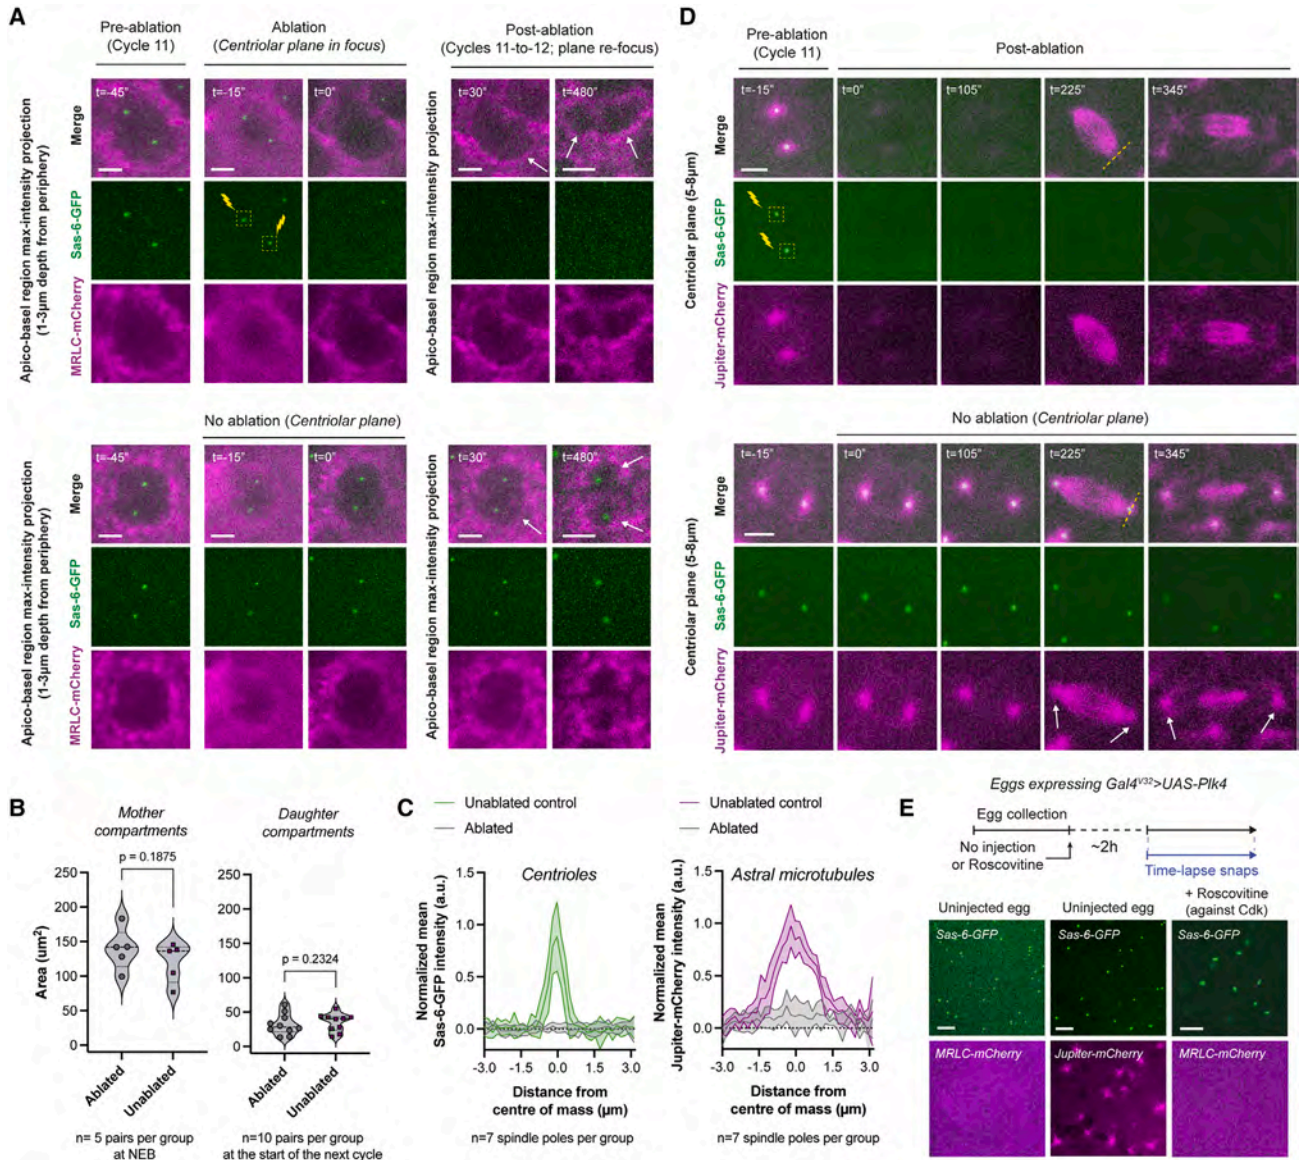 A
Pre-ablation
(Cycle 11)
Ablation
(Centriolar plane in focus)
Post-ablation
(Cycles 11-to-12; plane re-focus)
Apico-basel region max-intensity projection
(1-3µm depth from periphery)
Merge
Sas-6-GFP
MRLC-mCherry
t=-45"
t=-15"
t=0"
Apico-basel region max-intensity projection
t=30"
t=480"
No ablation (Centriolar plane)
Apico-basel region max-intensity projection
(1-3µm depth from periphery)
Merge
Sas-6-GFP
MRLC-mCherry
t=-45"
t=-15"
t=0"
Apico-basel region max-intensity projection
t=30"
t=480"
D
Pre-ablation
(Cycle 11)
Post-ablation
Centriolar plane (5-8µm)
Merge
Sas-6-GFP
Jupiter-mCherry
t=-15"
t=0"
t=105"
t=225"
t=345"
No ablation (Centriolar plane)
Centriolar plane (5-8µm)
Merge
Sas-6-GFP
Jupiter-mCherry
t=-15"
t=0"
t=105"
t=225"
t=345"
B
Mother
compartments
p = 0.1875
Area (um²)
250
200
150
100
50
0
Ablated
Unablated
n= 5 pairs per group
at NEB
Daughter
compartments
p = 0.2324
250
200
150
100
50
0
Ablated
Unablated
n=10 pairs per group
at the start of the next cycle
C
Unablated control
Ablated
Centrioles
Normalized mean
Sas-6-GFP intensity (a.u.)
1.5
1.0
0.5
0.0
-3.0 -1.5 0 1.5 3.0
Distance from
centre of mass (µm)
n=7 spindle poles per group
Unablated control
Ablated
Astral microtubules
Normalized mean
Jupiter-mCherry intensity (a.u.)
1.5
1.0
0.5
0.0
-3.0 -1.5 0 1.5 3.0
Distance from
centre of mass (µm)
n=7 spindle poles per group
E
Eggs expressing Gal4ⱽ³²>UAS-Plk4
Egg collection
No injection
or Roscovitine
~2h
Time-lapse snaps
Uninjected egg
Uninjected egg
+ Roscovitine
(against Cdk)
Sas-6-GFP
Sas-6-GFP
Sas-6-GFP
MRLC-mCherry
Jupiter-mCherry
MRLC-mCherry